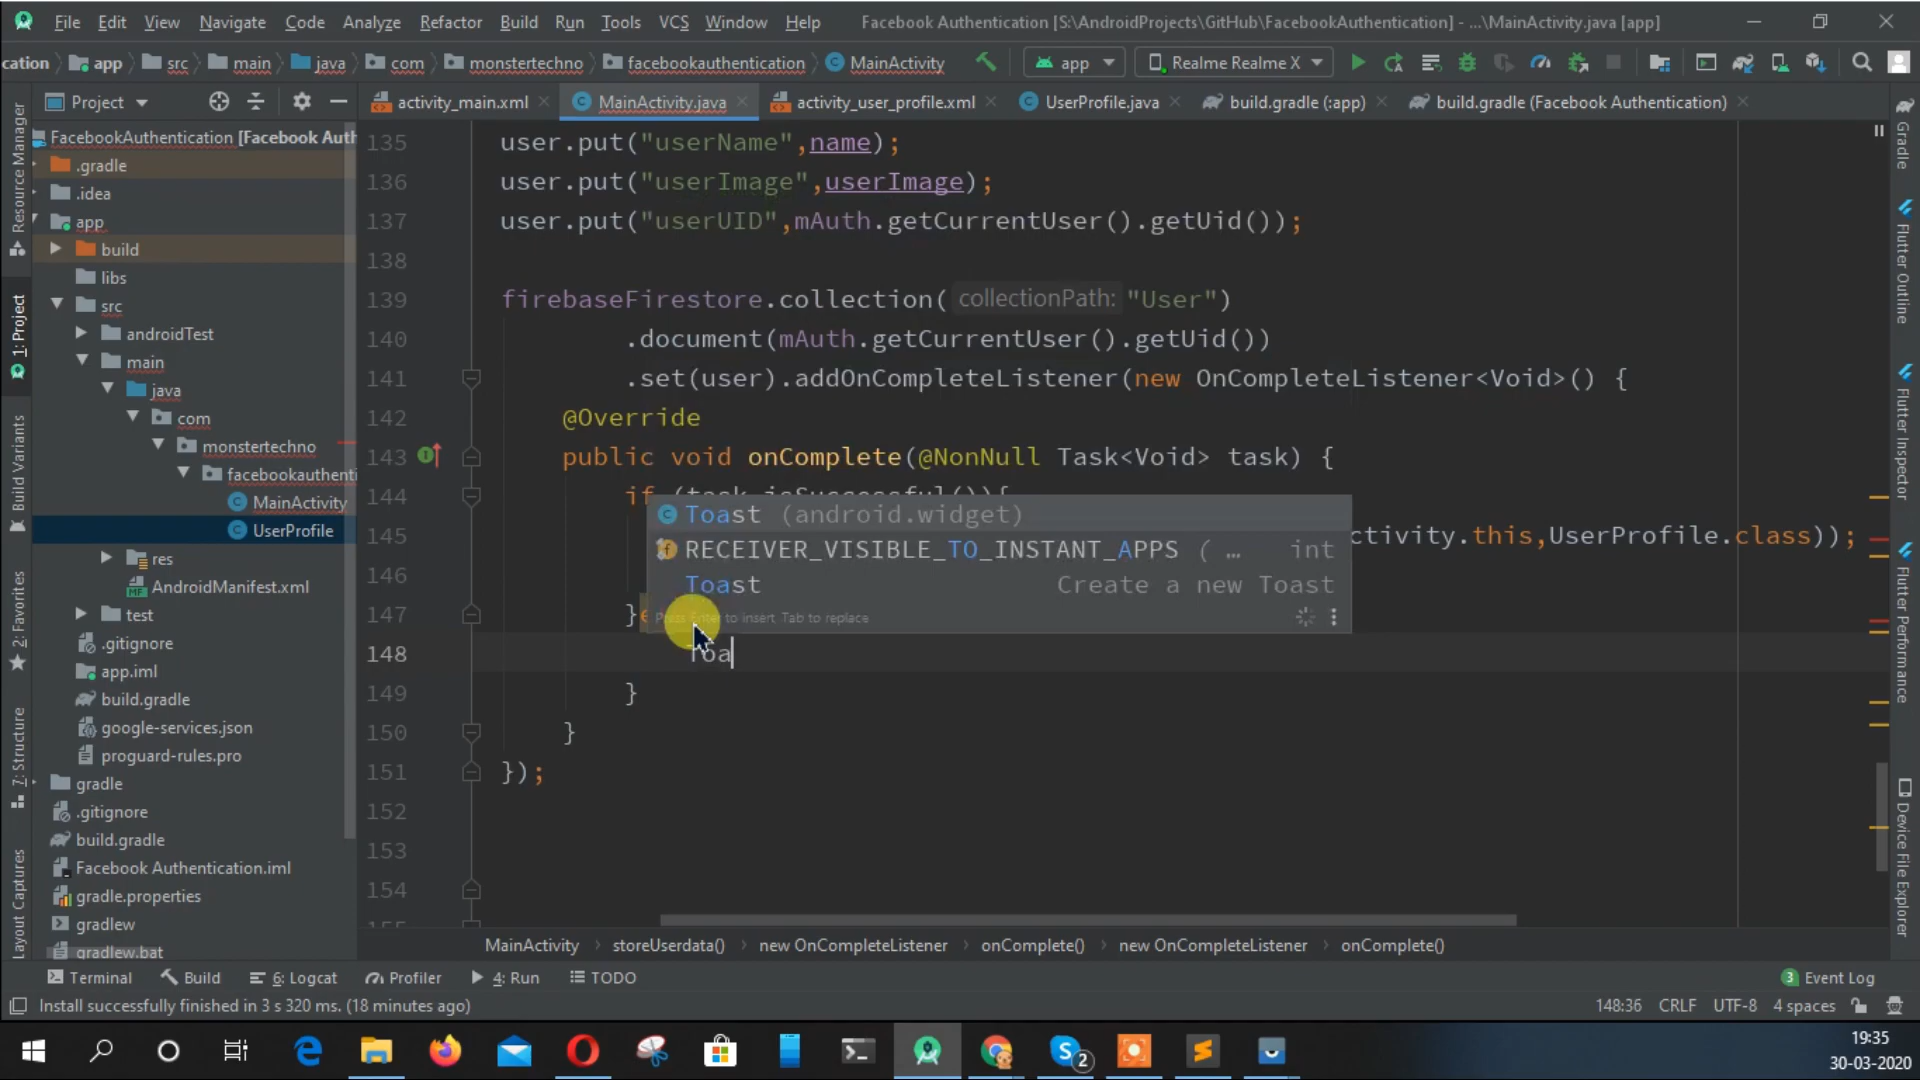 File Edit View Navigate Code Analyze Refactor Build Run Tools VCS Window Help Facebook Authentication [S:\AndroidProjects\GitHub\FacebookAuthentication] - ...\MainActivity.java [app]
cation app src main java com monstertechno facebookauthentication MainActivity app Realme Realme X
Project activity_main.xml MainActivity.java activity_user_profile.xml UserProfile.java build.gradle (:app) build.gradle (Facebook Authentication)
Resource Manager
1: Project
Build Variants
2: Favorites
7: Structure
Layout Captures
FacebookAuthentication [Facebook Auth
.gradle
.idea
app
build
libs
src
androidTest
main
java
com
monstertechno
facebookauthenti
MainActivity
UserProfile
res
AndroidManifest.xml
test
.gitignore
app.iml
build.gradle
google-services.json
proguard-rules.pro
gradle
.gitignore
build.gradle
Facebook Authentication.iml
gradle.properties
gradlew
gradlew.bat
135 user.put("userName",name);
136 user.put("userImage",userImage);
137 user.put("userUID",mAuth.getCurrentUser().getUid());
138
139 firebaseFirestore.collection( collectionPath: "User")
140 .document(mAuth.getCurrentUser().getUid())
141 .set(user).addOnCompleteListener(new OnCompleteListener<Void>() {
142 @Override
143 public void onComplete(@NonNull Task<Void> task) {
144 if (task.isSuccessful()){
145 ctivity.this,UserProfile.class));
146
147 }e
148 Toa
149 }
150 }
151 });
152
153
154
Toast (android.widget)
RECEIVER_VISIBLE_TO_INSTANT_APPS ( … int
Toast Create a new Toast
Press Enter to insert, Tab to replace
Gradle
Flutter Outline
Flutter Inspector
Flutter Performance
Device File Explorer
MainActivity storeUserdata() new OnCompleteListener onComplete() new OnCompleteListener onComplete()
Terminal Build 6: Logcat Profiler 4: Run TODO 3 Event Log
Install successfully finished in 3 s 320 ms. (18 minutes ago) 148:36 CRLF UTF-8 4 spaces
2
19:35
30-03-2020